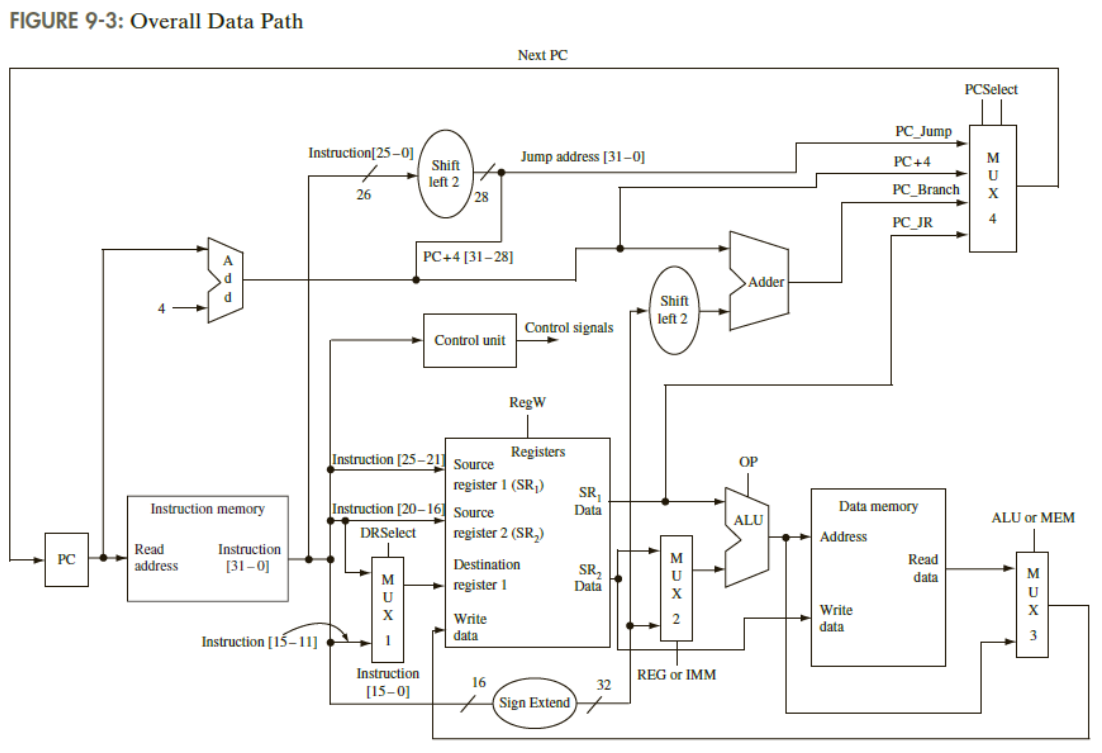 FIGURE 9-3: Overall Data Path
Next PC
PCSelect
PC_Jump
PC+4
PC_Branch
PC_JR
M
U
X
4
Instruction[25–0]
26
Shift
left 2
28
Jump address [31–0]
PC+4 [31–28]
A
d
d
4
Adder
Shift
left 2
Control unit
Control signals
RegW
Registers
Instruction [25–21]
Source
register 1 (SR1)
Instruction [20–16]
Source
register 2 (SR2)
DRSelect
Destination
register 1
Write
data
SR1
Data
SR2
Data
Instruction memory
Read
address
Instruction
[31–0]
PC
M
U
X
1
Instruction [15–11]
Instruction
[15–0]
16
Sign Extend
32
M
U
X
2
REG or IMM
OP
ALU
Data memory
Address
Read
data
Write
data
ALU or MEM
M
U
X
3